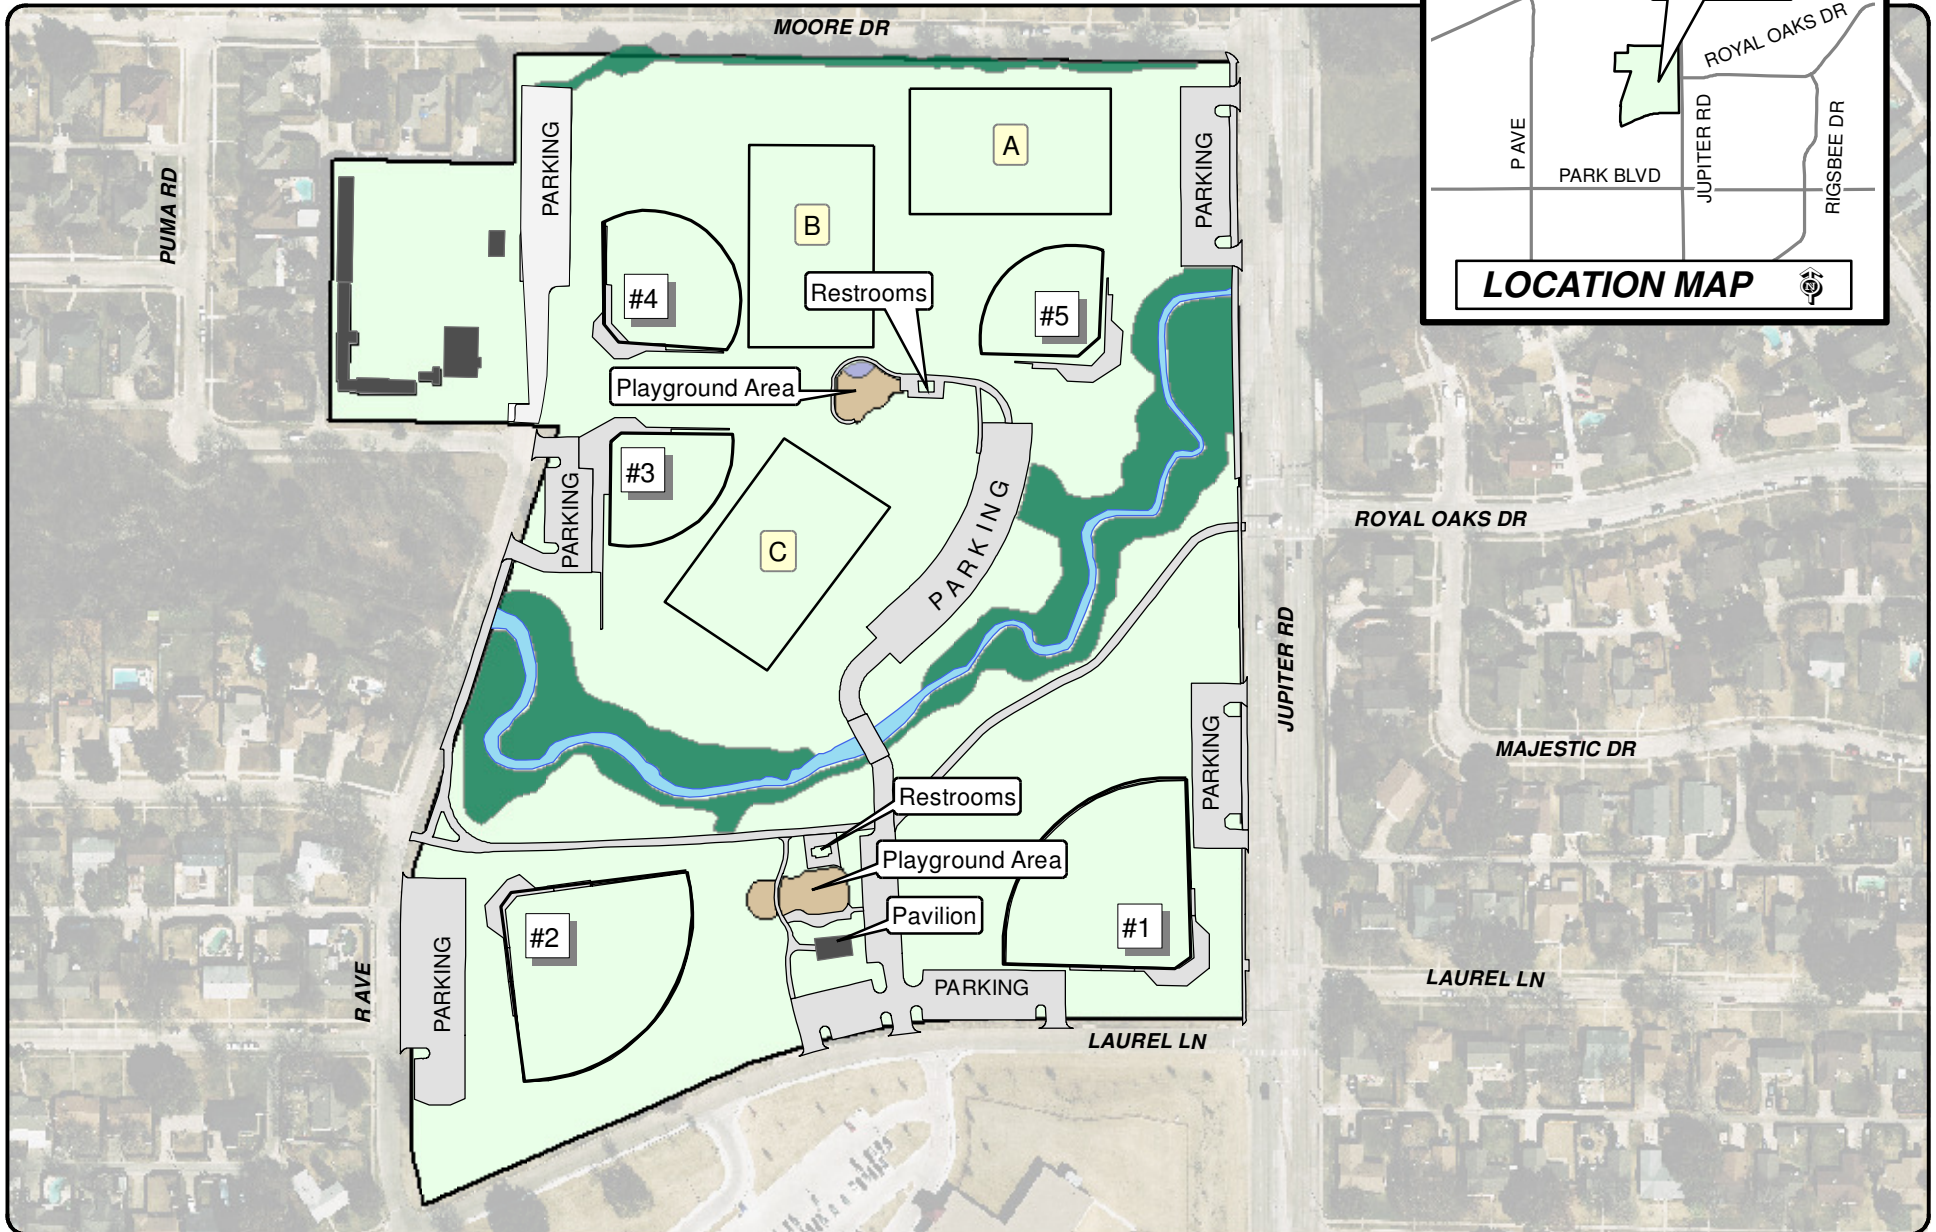 MOORE DR
ROYAL OAKS DR
P AVE
JUPITER RD
RIGSBEE DR
PARK BLVD
LOCATION MAP
N
PUMA RD
PARKING
A
PARKING
B
#4
Restrooms
#5
Playground Area
#3
PARKING
PARKING
C
ROYAL OAKS DR
JUPITER RD
PARKING
MAJESTIC DR
Restrooms
Playground Area
Pavilion
#2
#1
PARKING
R AVE
PARKING
LAUREL LN
LAUREL LN